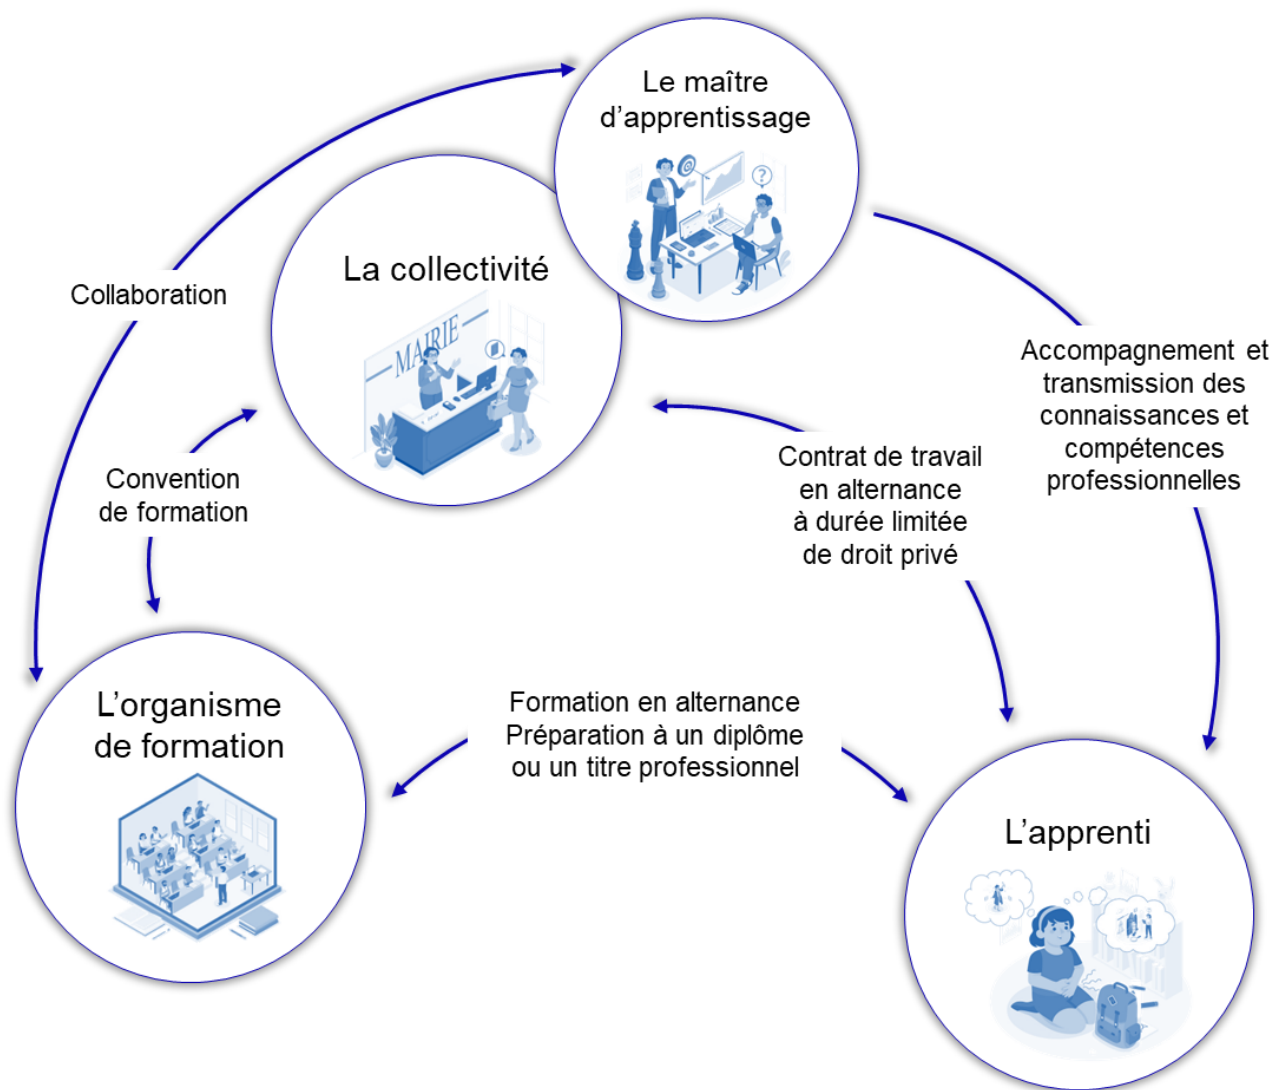 Le maître
d'apprentissage
?
La collectivité
MAIRIE
Collaboration
Accompagnement et
transmission des
connaissances et
compétences
professionnelles
Convention
de formation
Contrat de travail
en alternance
à durée limitée
de droit privé
L'organisme
de formation
Formation en alternance
Préparation à un diplôme
ou un titre professionnel
L'apprenti